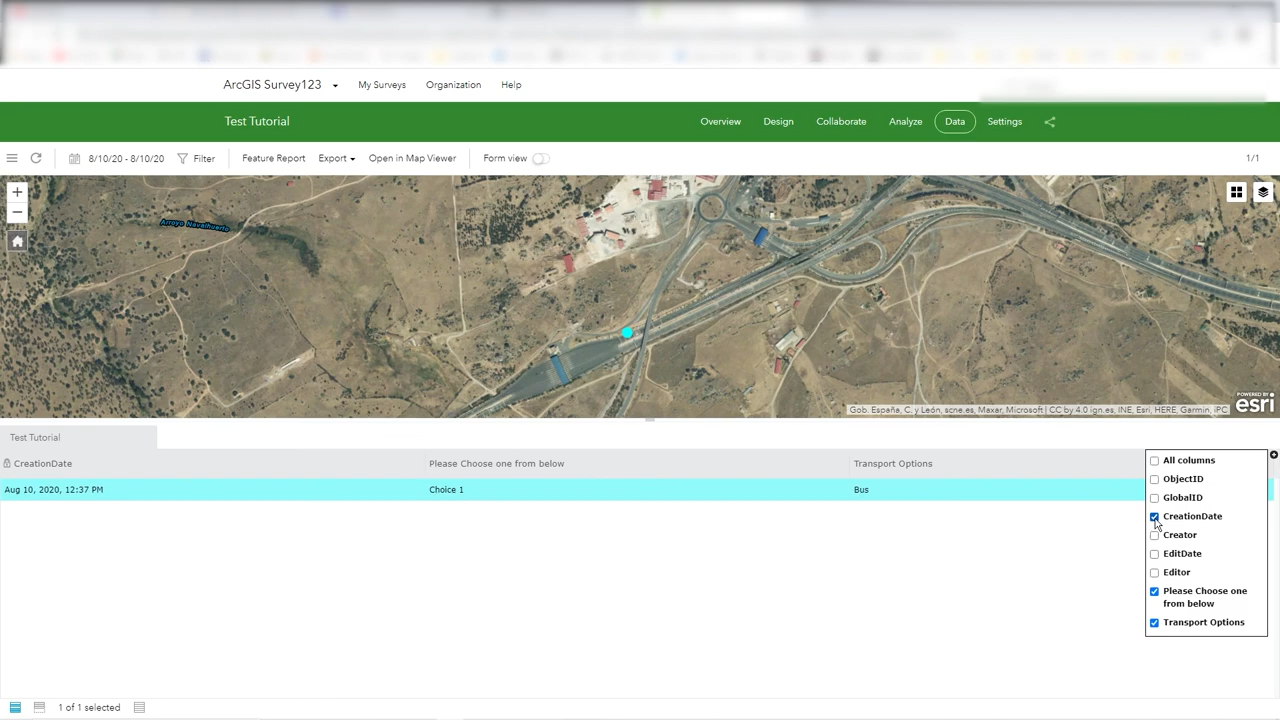 ArcGIS Survey123 My Surveys Organization Help
Test Tutorial Overview Design Collaborate Analyze Data Settings
8/10/20 - 8/10/20 Filter Feature Report Export Open in Map Viewer Form view 1/1
+
−
Arroyo Navalhuerto
POWERED BY
esri
Gob. España, C. y León, scne.es, Maxar, Microsoft | CC by 4.0 ign.es, INE, Esri, HERE, Garmin, iPC
Test Tutorial
CreationDate Please Choose one from below Transport Options
Aug 10, 2020, 12:37 PM Choice 1 Bus
All columns
ObjectID
GlobalID
CreationDate
Creator
EditDate
Editor
Please Choose one
from below
Transport Options
1 of 1 selected